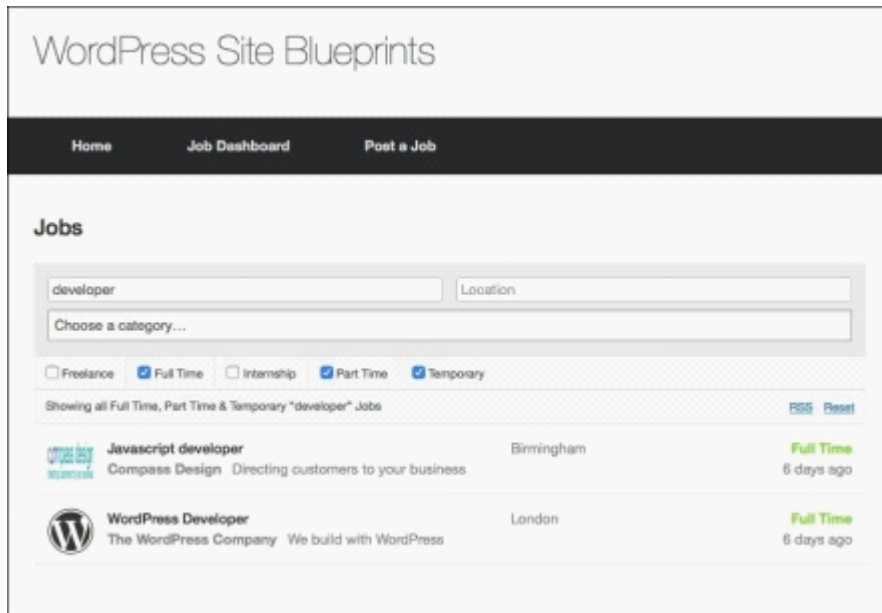 WordPress Site Blueprints
Home Job Dashboard Post a Job
Jobs
developer Location
Choose a category...
Freelance Full Time Internship Part Time Temporary
Showing all Full Time, Part Time & Temporary "developer" Jobs RSS Reset
compass design
Javascript developer Birmingham Full Time
Compass Design Directing customers to your business 6 days ago
WordPress Developer London Full Time
The WordPress Company We build with WordPress 6 days ago